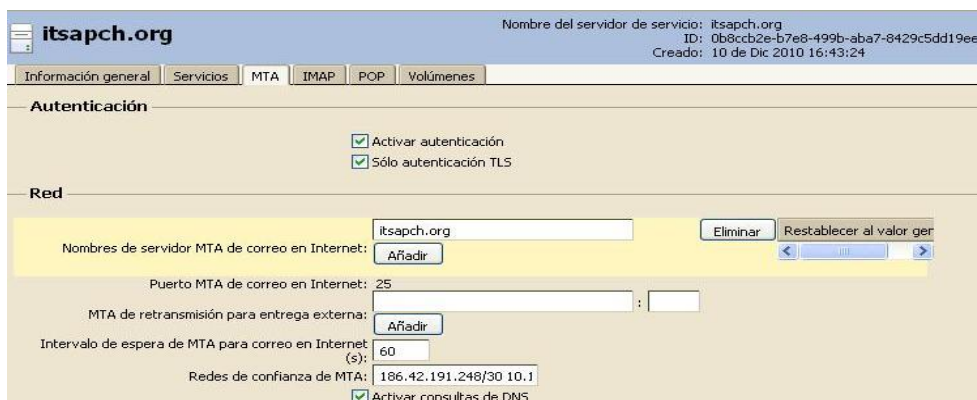 itsapch.org
Nombre del servidor de servicio: itsapch.org
ID: 0b8ccb2e-b7e8-499b-aba7-8429c5dd19ee
Creado: 10 de Dic 2010 16:43:24
Información general Servicios MTA IMAP POP Volúmenes
Autenticación
Activar autenticación
Sólo autenticación TLS
Red
itsapch.org Eliminar Restablecer al valor ger
Nombres de servidor MTA de correo en Internet: Añadir
Puerto MTA de correo en Internet: 25
:
MTA de retransmisión para entrega externa: Añadir
Intervalo de espera de MTA para correo en Internet
(s): 60
Redes de confianza de MTA: 186.42.191.248/30 10.1
Activar consultas de DNS